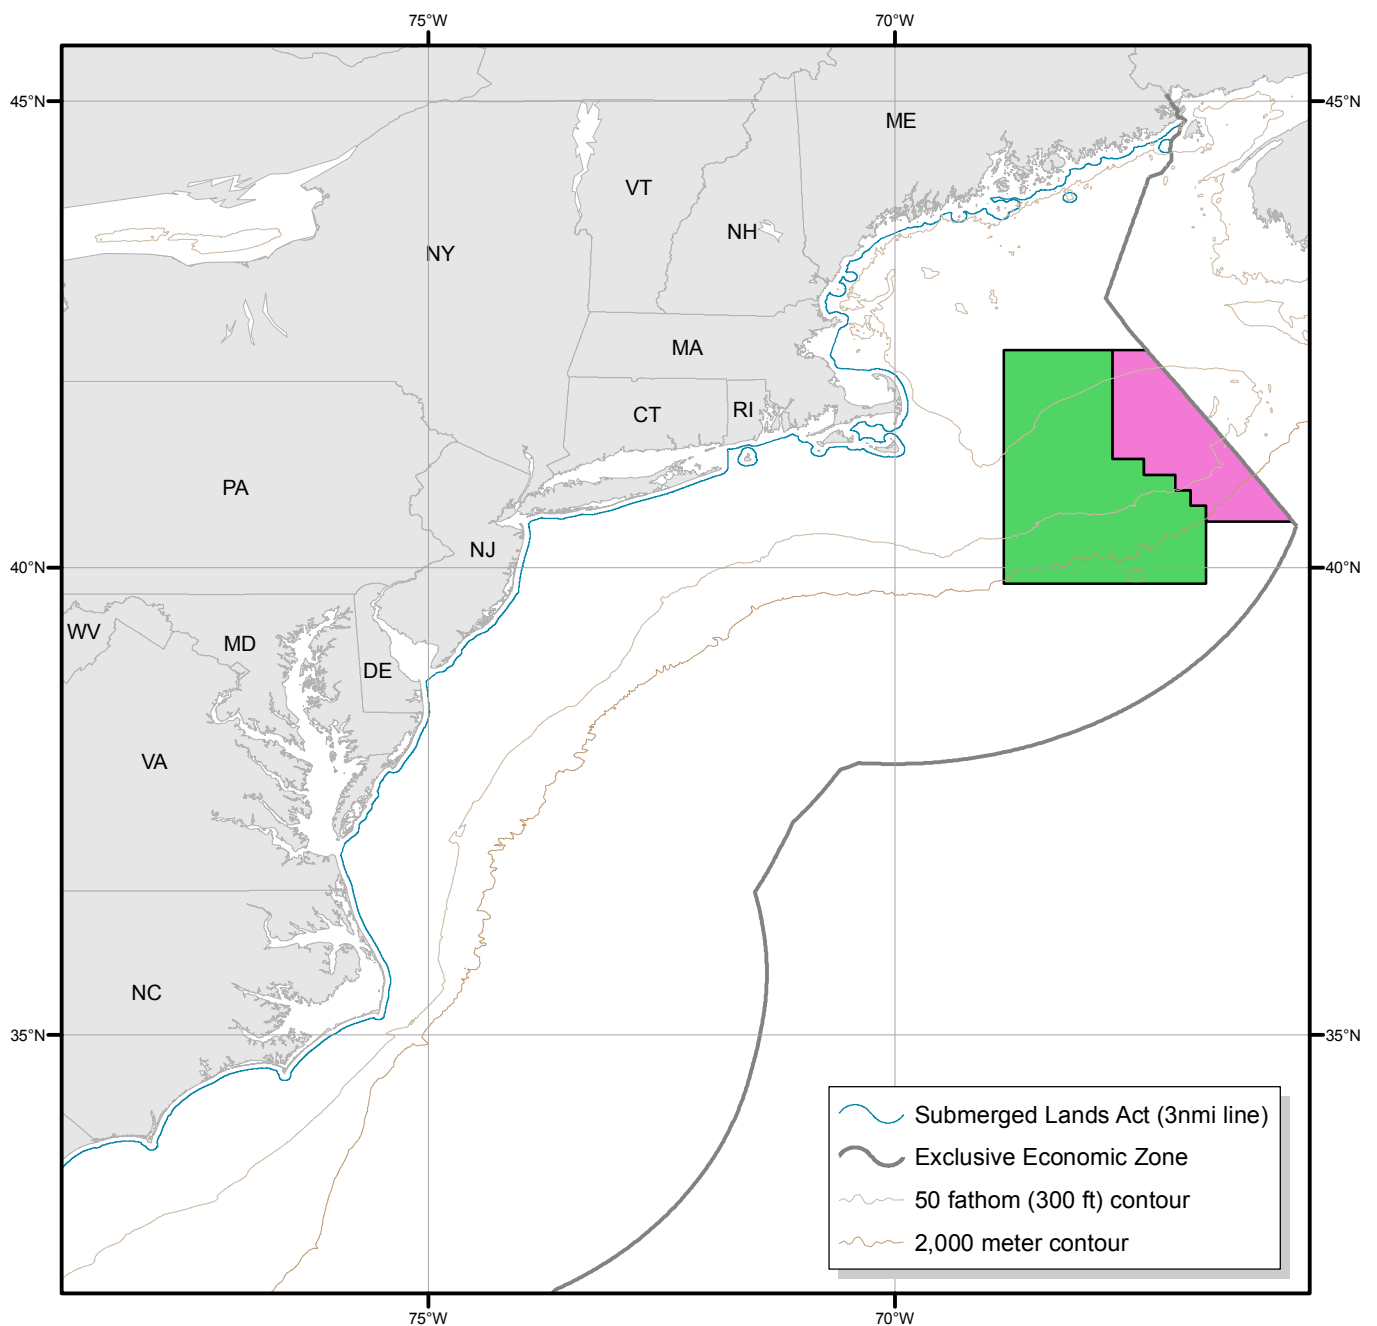 75°W 70°W
45°N 45°N
ME
VT
NH
NY
MA
CT RI
PA
NJ
40°N 40°N
WV
MD
DE
VA
NC
35°N 35°N
Submerged Lands Act (3nmi line)
Exclusive Economic Zone
50 fathom (300 ft) contour
2,000 meter contour
75°W 70°W